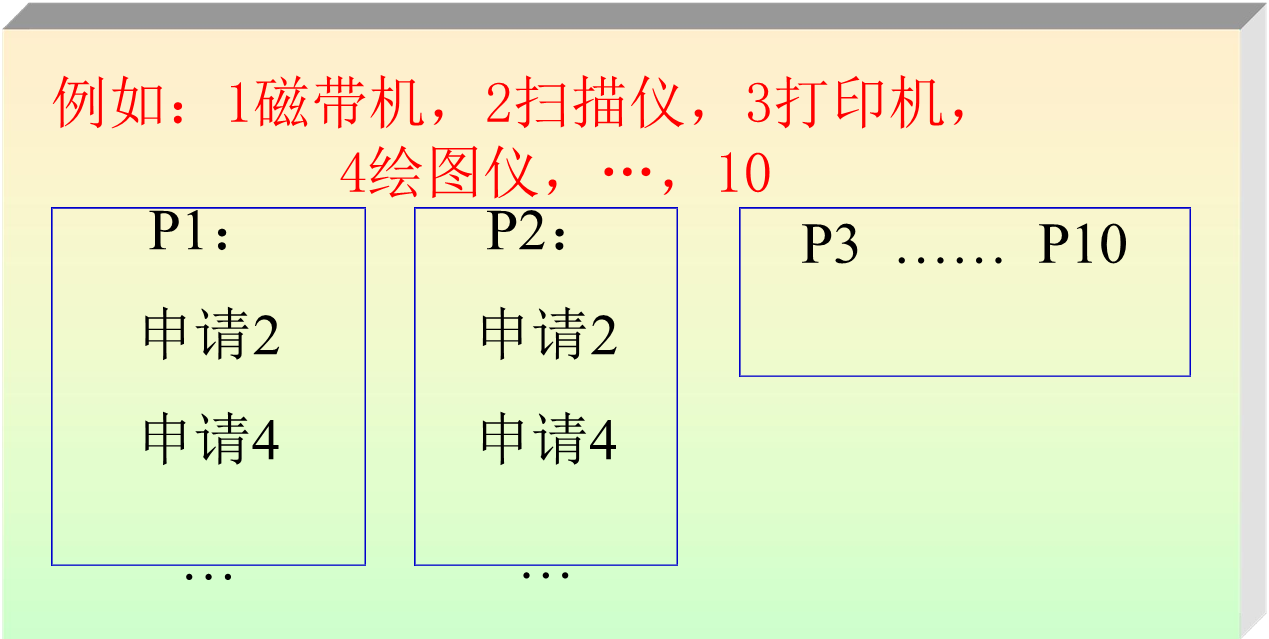 例如：1磁带机，2扫描仪，3打印机，
4绘图仪，…，10
P1：
申请2
申请4
…
P2：
申请2
申请4
…
P3 …… P10